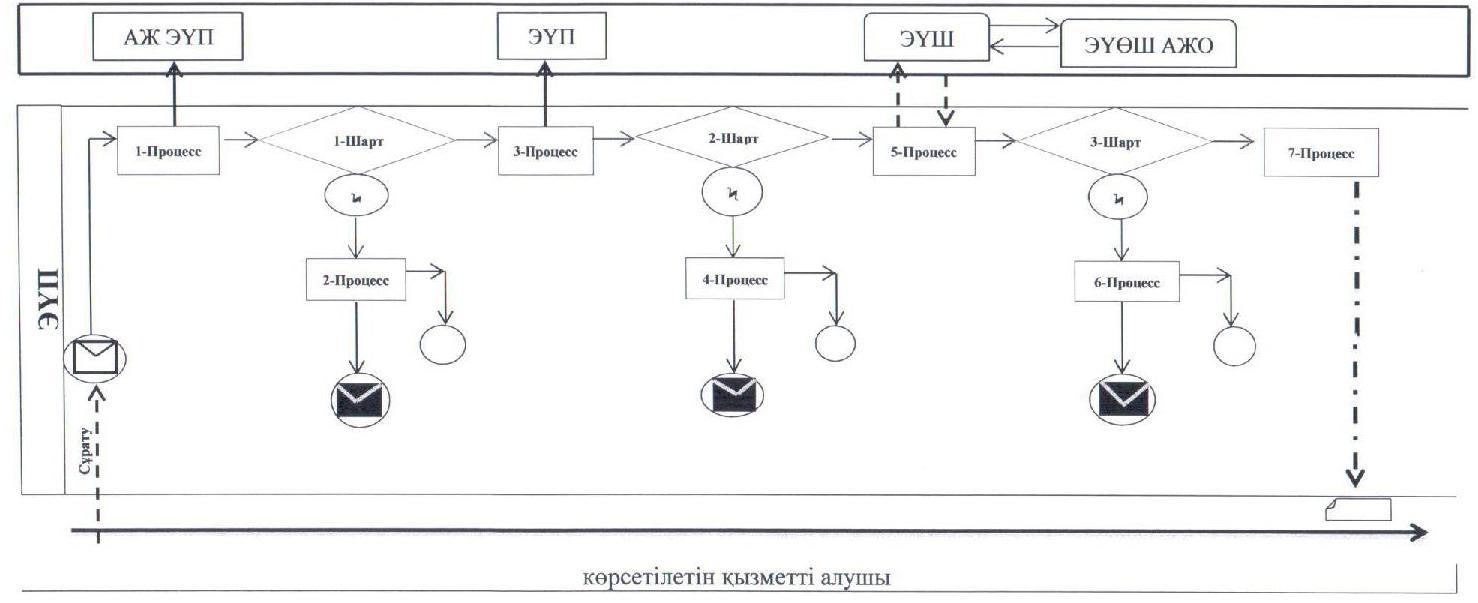 АЖ ЭҮП
ЭҮП
ЭҮШ
ЭҮӨШ АЖО
1-Процесс
1-Шарт
3-Процесс
2-Шарт
5-Процесс
3-Шарт
7-Процесс
2-Процесс
4-Процесс
6-Процесс
ЭҮП
Сұрату
көрсетілетін қызметті алушы